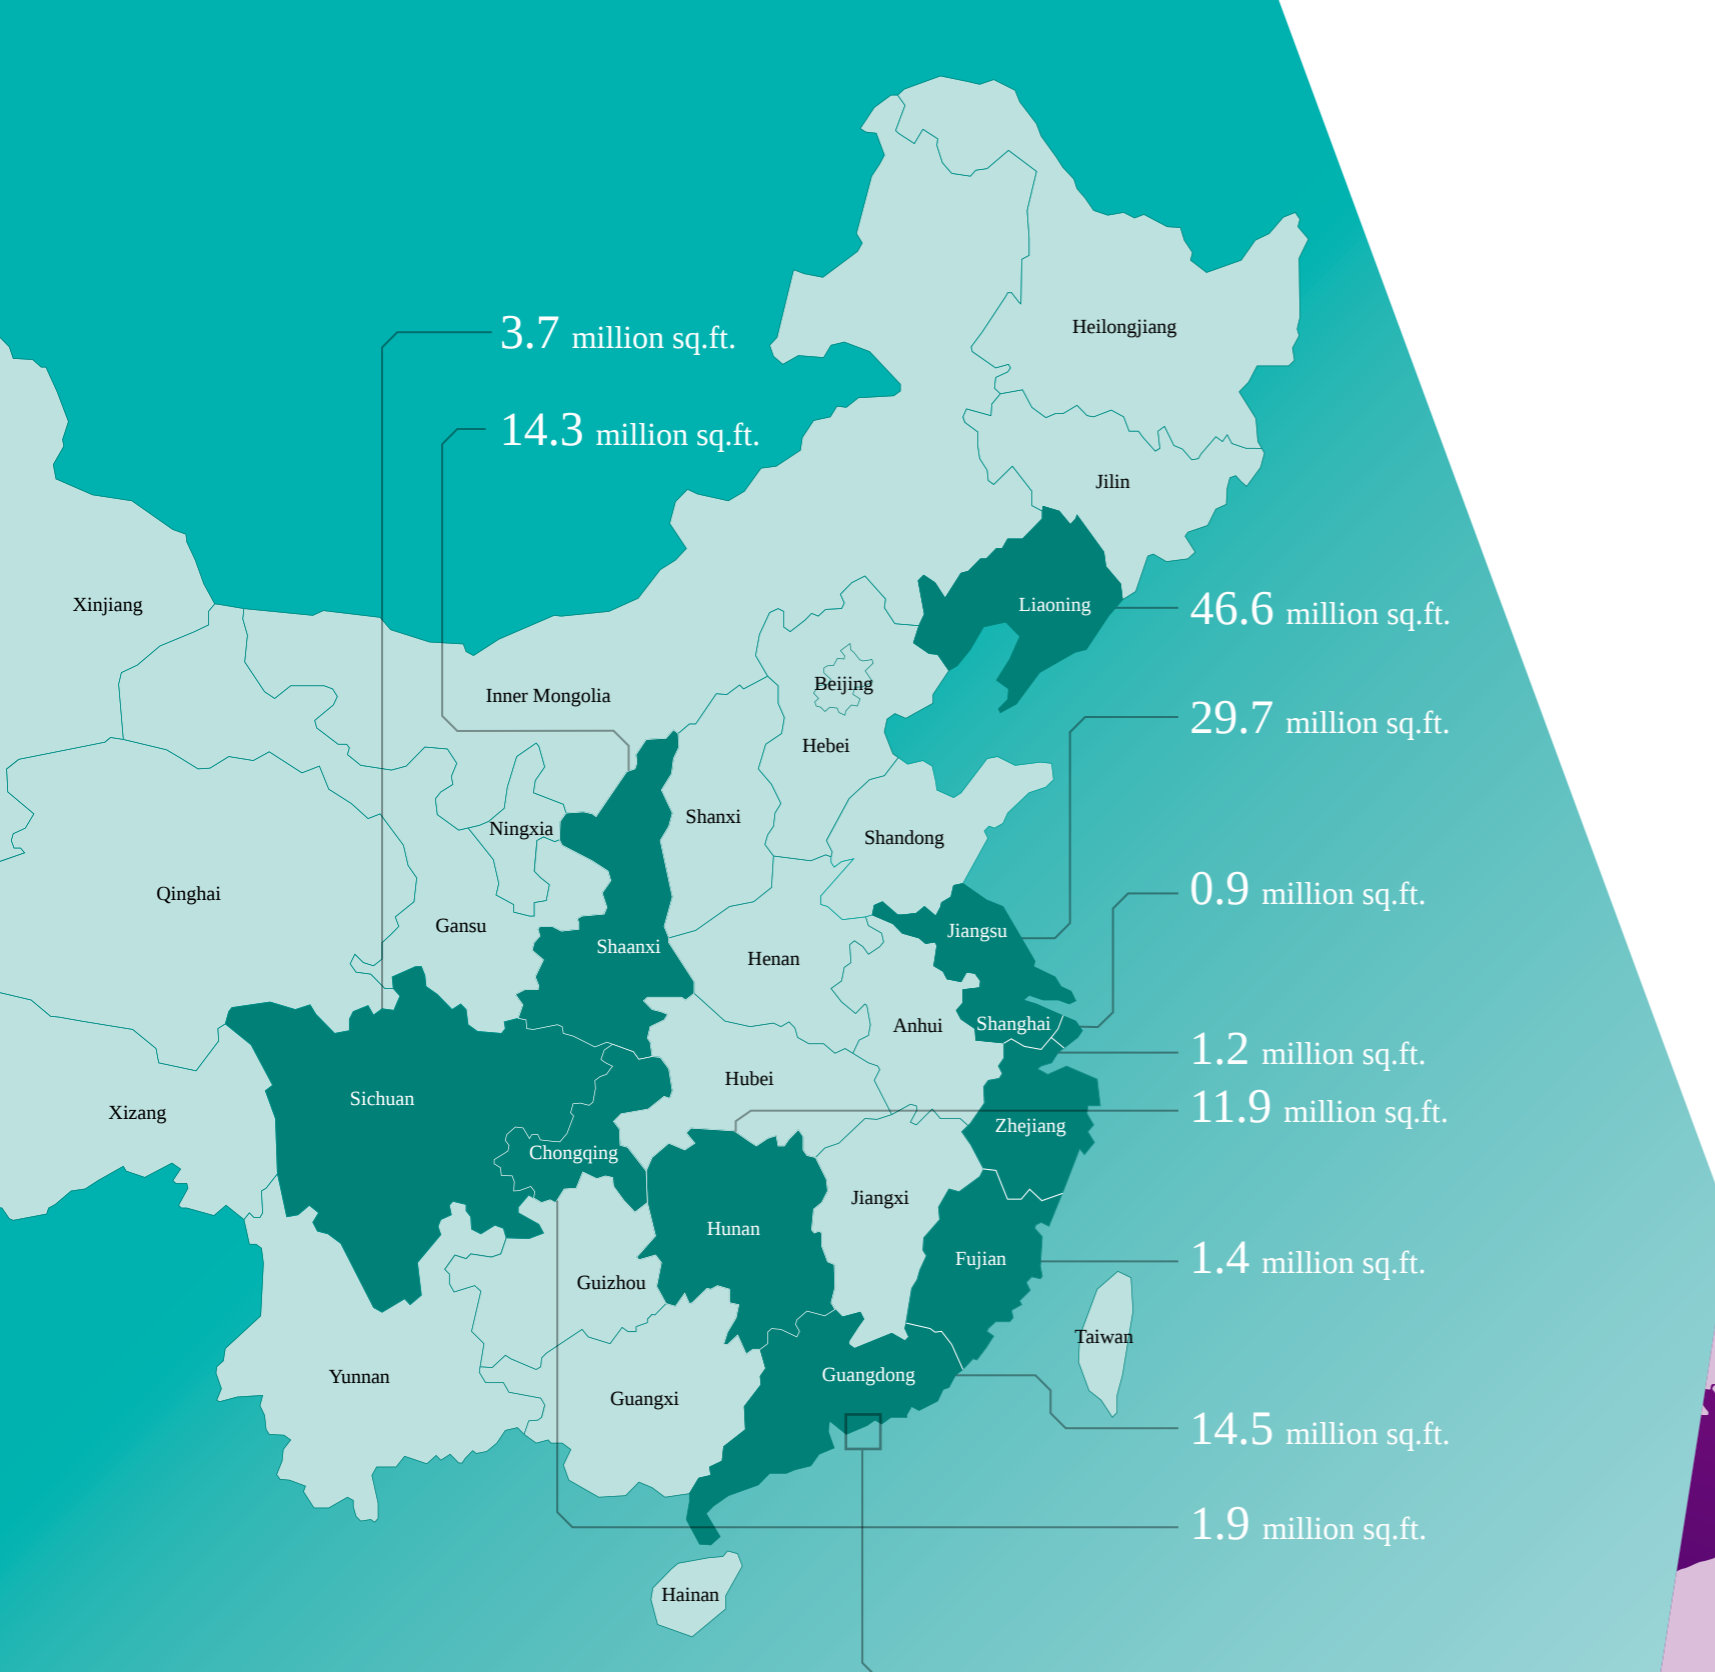 Heilongjiang
3.7 million sq.ft.
14.3 million sq.ft.
Jilin
Xinjiang
Liaoning
46.6 million sq.ft.
Beijing
Inner Mongolia
29.7 million sq.ft.
Hebei
Shanxi
Ningxia
Shandong
Qinghai
0.9 million sq.ft.
Gansu
Jiangsu
Shaanxi
Henan
Shanghai
Anhui
1.2 million sq.ft.
Hubei
Sichuan
Xizang
11.9 million sq.ft.
Zhejiang
Chongqing
Jiangxi
Hunan
Fujian
1.4 million sq.ft.
Guizhou
Taiwan
Yunnan
Guangdong
Guangxi
14.5 million sq.ft.
1.9 million sq.ft.
Hainan